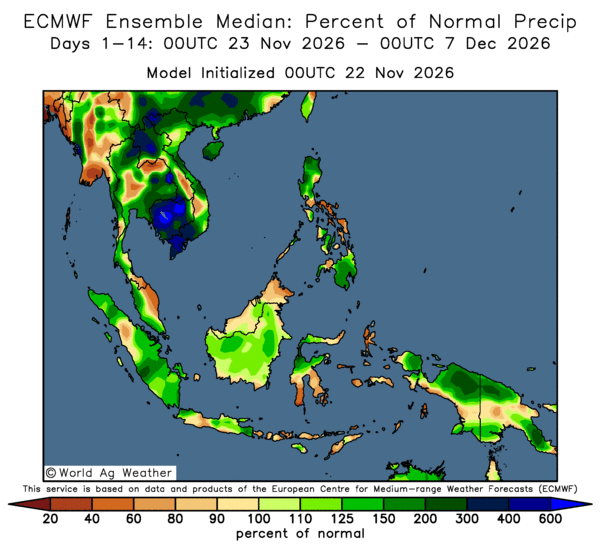 ECMWF Ensemble Median: Percent of Normal Precip
Days 1-14: 00UTC 23 Nov 2026 - 00UTC 7 Dec 2026
Model Initialized 00UTC 22 Nov 2026
© World Ag Weather
This service is based on data and products of the European Centre for Medium-range Weather Forecasts (ECMWF)
20 40 60 80 90 100 110 125 150 200 300 400 600
percent of normal